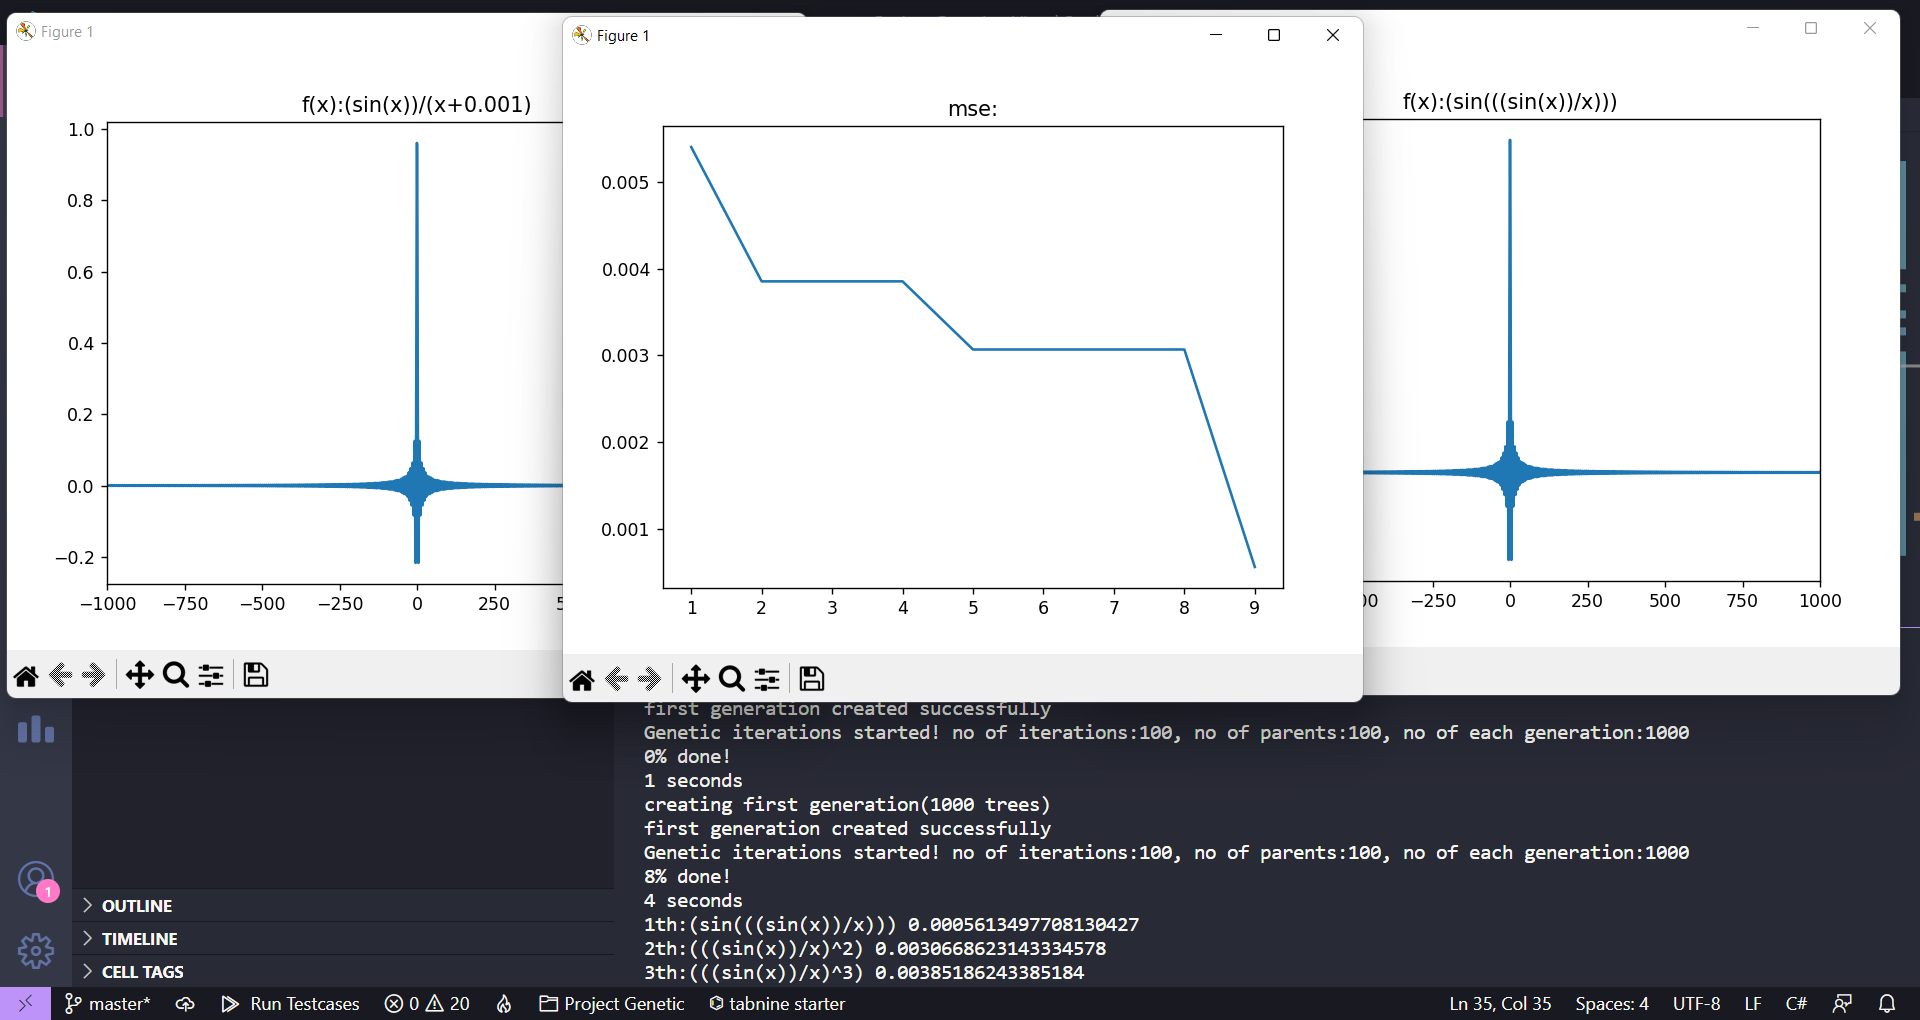 Figure 1
f(x):(sin(x))/(x+0.001)
1.0
0.8
0.6
0.4
0.2
0.0
−0.2
−1000 −750 −500 −250 0 250
Figure 1
mse:
0.005
0.004
0.003
0.002
0.001
1 2 3 4 5 6 7 8 9
f(x):(sin(((sin(x))/x)))
−250 0 250 500 750 1000
first generation created successfully
Genetic iterations started! no of iterations:100, no of parents:100, no of each generation:1000
0% done!
1 seconds
creating first generation(1000 trees)
first generation created successfully
Genetic iterations started! no of iterations:100, no of parents:100, no of each generation:1000
8% done!
4 seconds
1th:(sin(((sin(x))/x))) 0.0005613497708130427
2th:(((sin(x))/x)^2) 0.0030668623143334578
3th:(((sin(x))/x)^3) 0.00385186243385184
1
OUTLINE
TIMELINE
CELL TAGS
master* Run Testcases 0 20 Project Genetic tabnine starter Ln 35, Col 35 Spaces: 4 UTF-8 LF C#